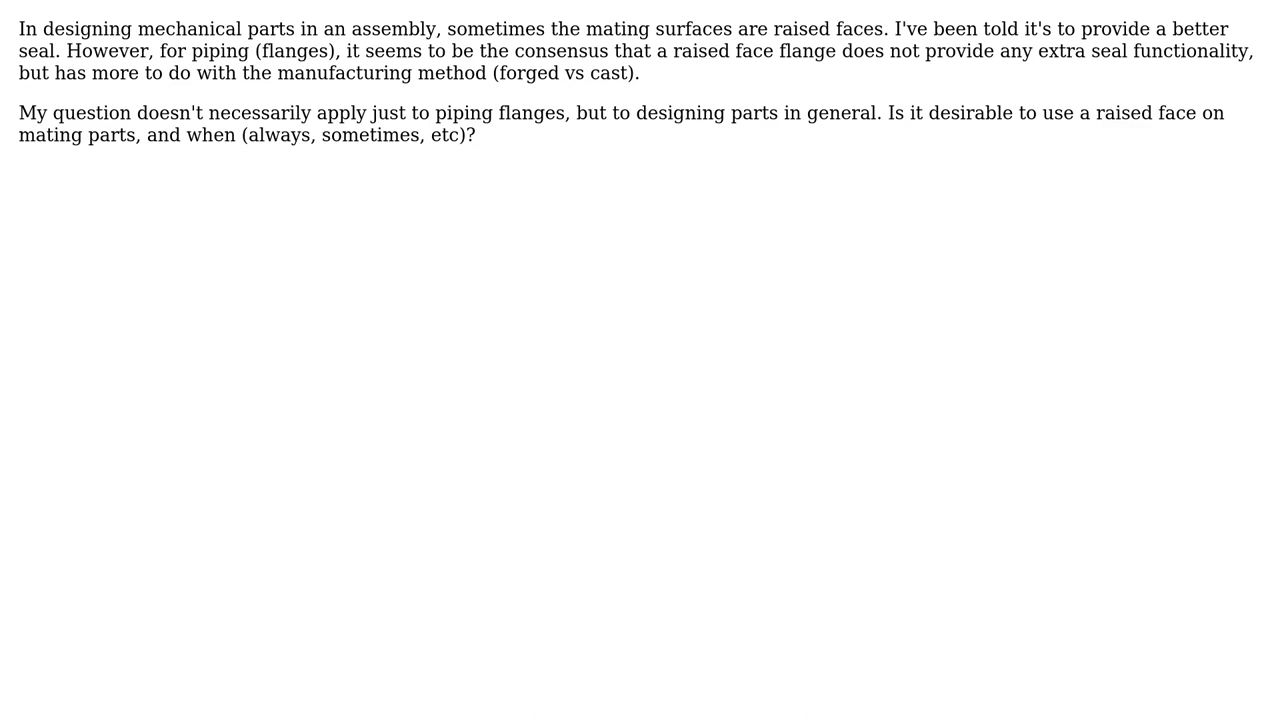 In designing mechanical parts in an assembly, sometimes the mating surfaces are raised faces. I've been told it's to provide a better
seal. However, for piping (flanges), it seems to be the consensus that a raised face flange does not provide any extra seal functionality,
but has more to do with the manufacturing method (forged vs cast).
My question doesn't necessarily apply just to piping flanges, but to designing parts in general. Is it desirable to use a raised face on
mating parts, and when (always, sometimes, etc)?